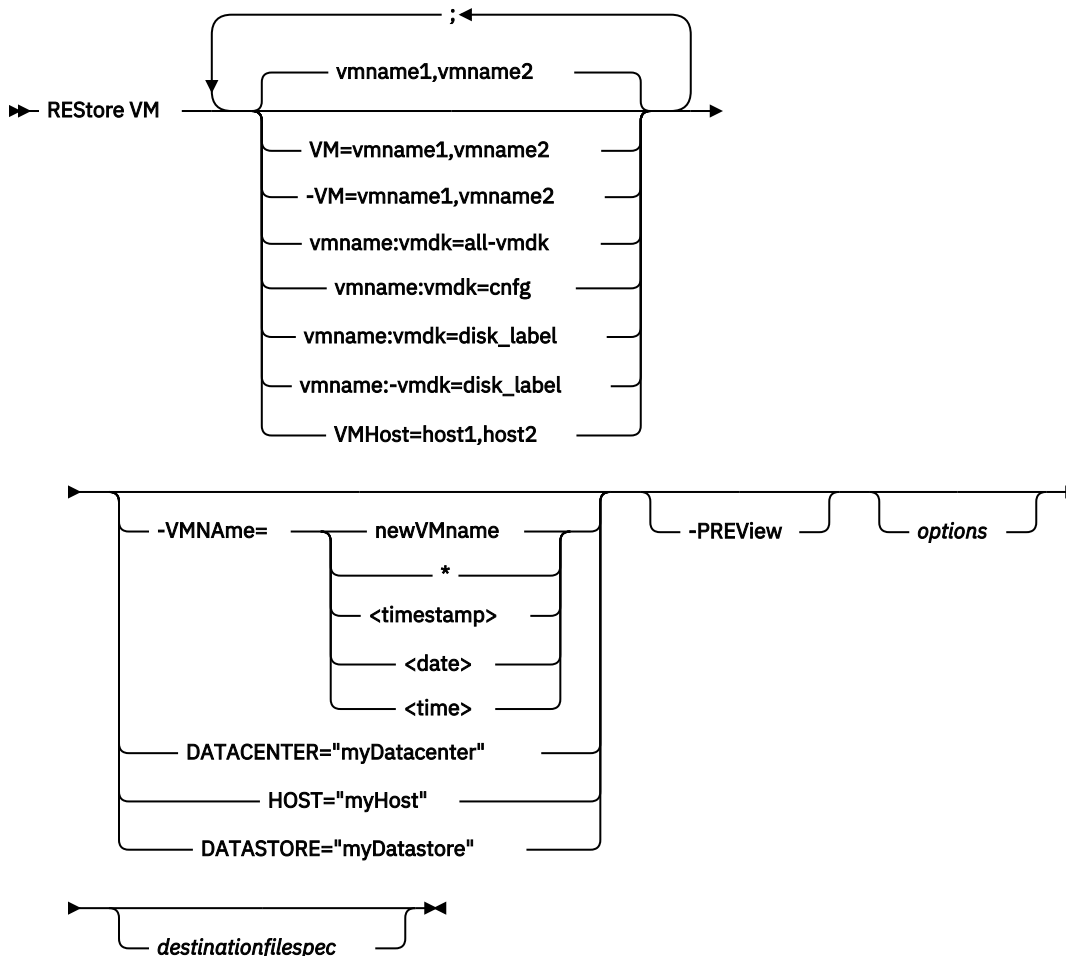 ;
vmname1,vmname2
REStore VM
VM=vmname1,vmname2
-VM=vmname1,vmname2
vmname:vmdk=all-vmdk
vmname:vmdk=cnfg
vmname:vmdk=disk_label
vmname:-vmdk=disk_label
VMHost=host1,host2
-VMNAme= newVMname -PREView options
*
<timestamp>
<date>
<time>
DATACENTER="myDatacenter"
HOST="myHost"
DATASTORE="myDatastore"
destinationfilespec